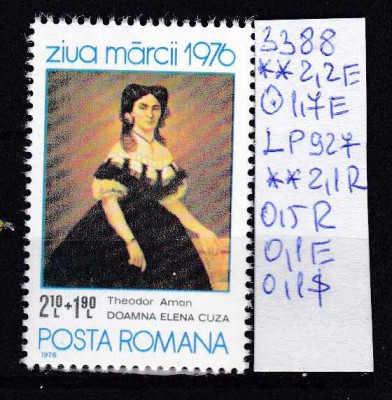 ziua mărcii 1976
2 10 L + 1 90 L
Theodor Aman
DOAMNA ELENA CUZA
POSTA ROMANA
1976
3388
**2,2E
⊙1,7E
LP927
**2,1R
0,5R
0,1E
0,1$